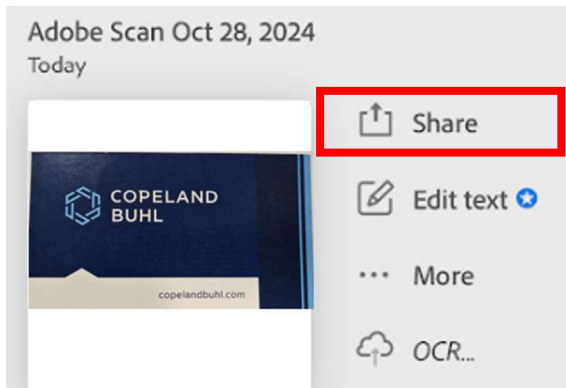 Adobe Scan Oct 28, 2024
Today
Share
COPELAND
BUHL
Edit text
More
copelandbuhl.com
OCR...